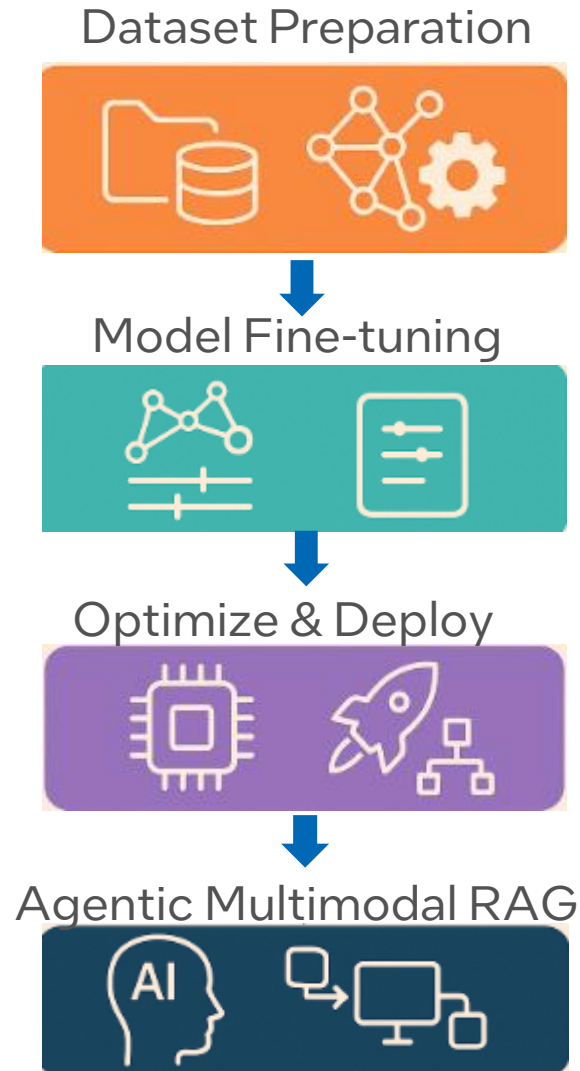 Dataset Preparation
Model Fine-tuning
Optimize & Deploy
Agentic Multimodal RAG
AI